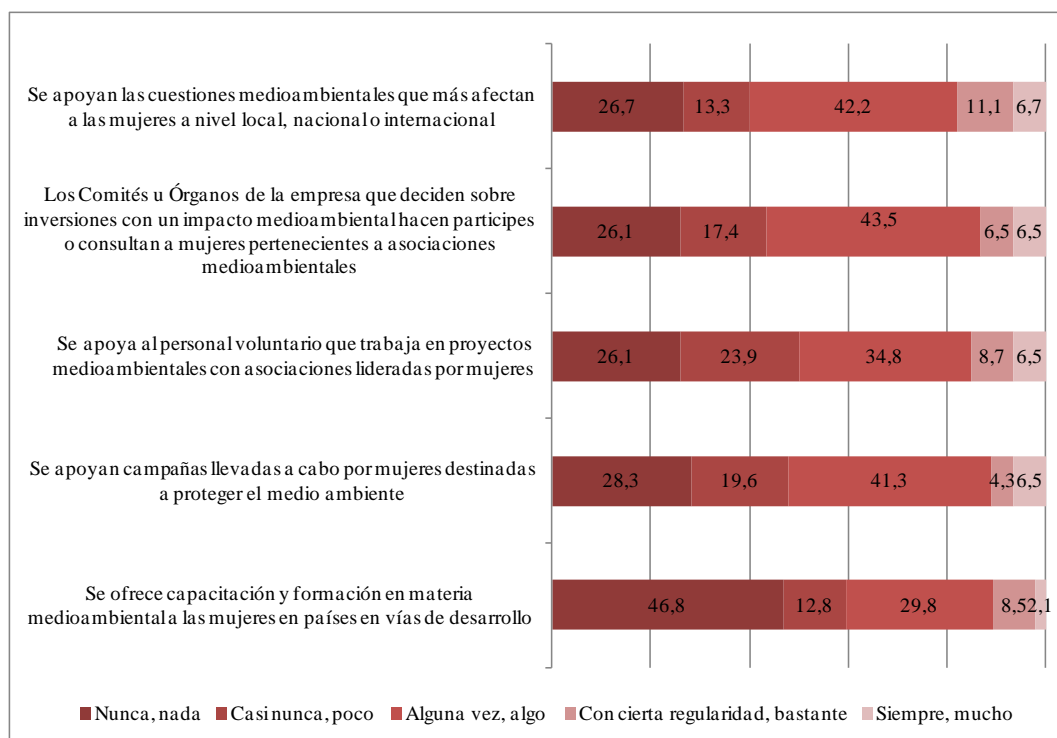 Se apoyan las cuestiones medioambientales que más afectan
a las mujeres a nivel local, nacional o internacional
26,7 13,3 42,2 11,1 6,7
Los Comités u Órganos de la empresa que deciden sobre
inversiones con un impacto medioambiental hacen partícipes
o consultan a mujeres pertenecientes a asociaciones
medioambientales
26,1 17,4 43,5 6,5 6,5
Se apoya al personal voluntario que trabaja en proyectos
medioambientales con asociaciones lideradas por mujeres
26,1 23,9 34,8 8,7 6,5
Se apoyan campañas llevadas a cabo por mujeres destinadas
a proteger el medio ambiente
28,3 19,6 41,3 4,3 6,5
Se ofrece capacitación y formación en materia
medioambiental a las mujeres en países en vías de desarrollo
46,8 12,8 29,8 8,5 2,1
Nunca, nada Casi nunca, poco Alguna vez, algo Con cierta regularidad, bastante Siempre, mucho